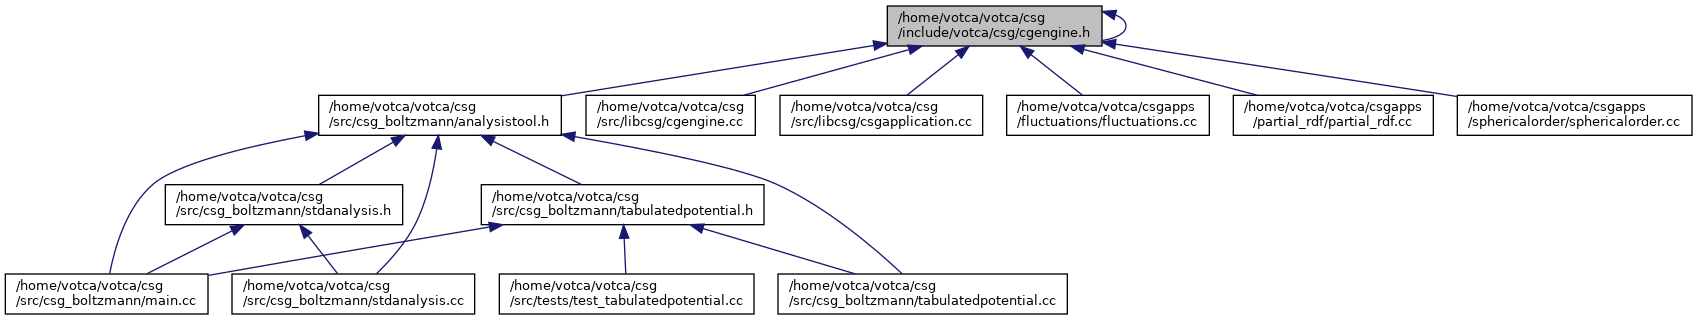 /home/votca/votca/csg
/include/votca/csg/cgengine.h
/home/votca/votca/csg
/src/csg_boltzmann/analysistool.h
/home/votca/votca/csg
/src/libcsg/cgengine.cc
/home/votca/votca/csg
/src/libcsg/csgapplication.cc
/home/votca/votca/csgapps
/fluctuations/fluctuations.cc
/home/votca/votca/csgapps
/partial_rdf/partial_rdf.cc
/home/votca/votca/csgapps
/sphericalorder/sphericalorder.cc
/home/votca/votca/csg
/src/csg_boltzmann/stdanalysis.h
/home/votca/votca/csg
/src/csg_boltzmann/tabulatedpotential.h
/home/votca/votca/csg
/src/csg_boltzmann/main.cc
/home/votca/votca/csg
/src/csg_boltzmann/stdanalysis.cc
/home/votca/votca/csg
/src/tests/test_tabulatedpotential.cc
/home/votca/votca/csg
/src/csg_boltzmann/tabulatedpotential.cc